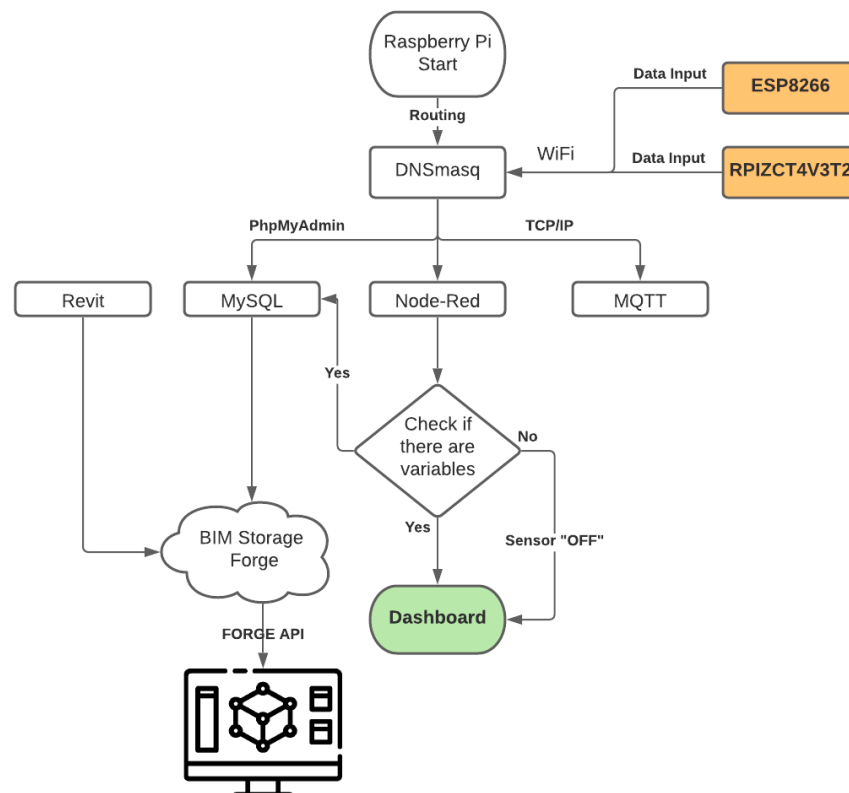 Raspberry Pi
Start
Data Input
ESP8266
Routing
WiFi
Data Input
DNSmasq
RPIZCT4V3T2
PhpMyAdmin
TCP/IP
Revit
MySQL
Node-Red
MQTT
Yes
Check if
there are
variables
No
Yes
Sensor "OFF"
BIM Storage
Forge
Dashboard
FORGE API